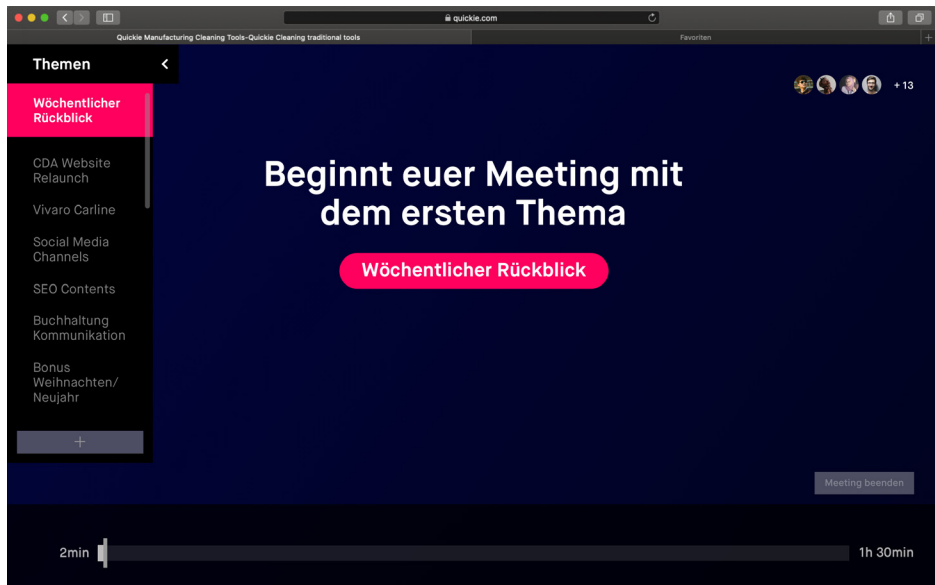 quickie.com
Quickie Manufacturing Cleaning Tools-Quickie Cleaning traditional tools
Favoriten
+
Themen
Wöchentlicher
Rückblick
CDA Website
Relaunch
Vivaro Carline
Social Media
Channels
SEO Contents
Buchhaltung
Kommunikation
Bonus
Weihnachten/
Neujahr
+
+ 13
Beginnt euer Meeting mit
dem ersten Thema
Wöchentlicher Rückblick
Meeting beenden
2min
1h 30min